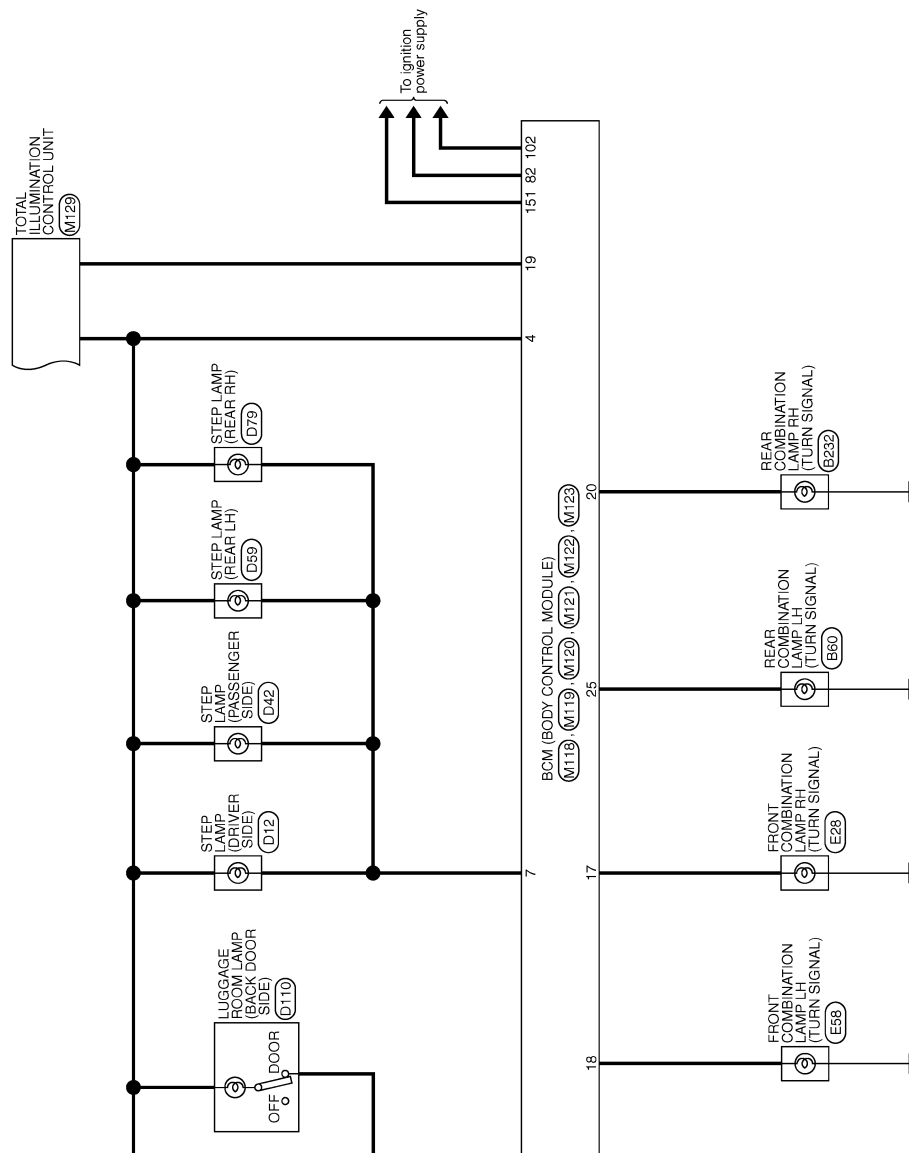 To ignition
power supply
TOTAL
ILLUMINATION
CONTROL UNIT
M129
102
82
151
19
4
STEP LAMP
(REAR RH)
D79
STEP LAMP
(REAR LH)
D59
STEP
LAMP
(PASSENGER
SIDE)
D42
STEP
LAMP
(DRIVER
SIDE)
D12
7
LUGGAGE
ROOM LAMP
(BACK DOOR
SIDE)
D110
OFF
DOOR
BCM (BODY CONTROL MODULE)
M118 , M119 , M120 , M121 , M122 , M123
20
25
17
18
REAR
COMBINATION
LAMP RH
(TURN SIGNAL)
B232
REAR
COMBINATION
LAMP LH
(TURN SIGNAL)
B60
FRONT
COMBINATION
LAMP RH
(TURN SIGNAL)
E28
FRONT
COMBINATION
LAMP LH
(TURN SIGNAL)
E58